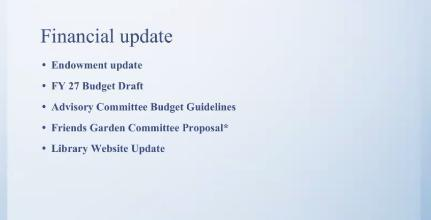 Financial update
• Endowment update
• FY 27 Budget Draft
• Advisory Committee Budget Guidelines
• Friends Garden Committee Proposal*
• Library Website Update